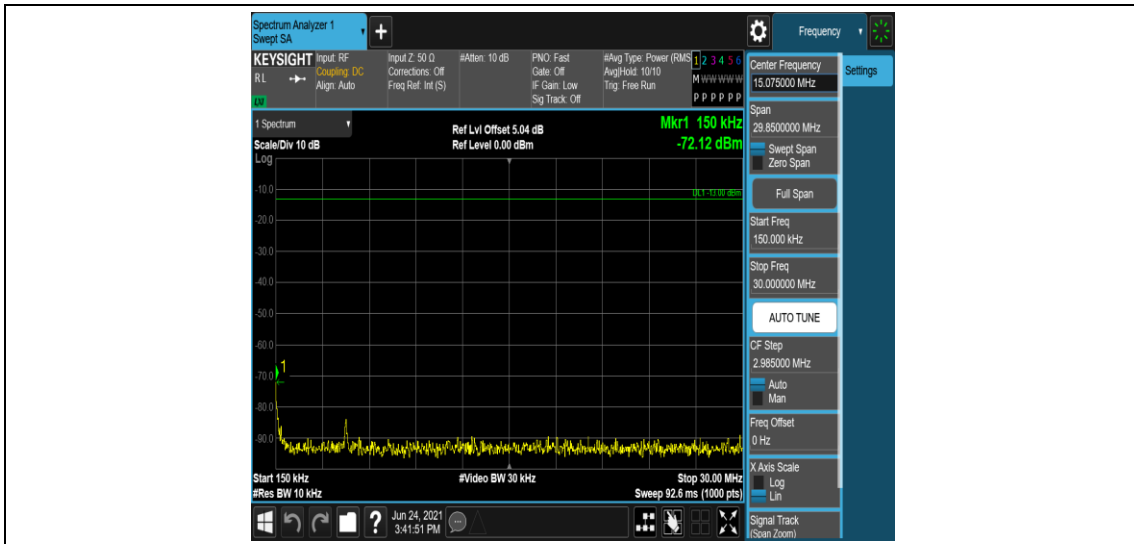 Spectrum Analyzer 1
Swept SA
+
Frequency
KEYSIGHT
RL
Input: RF
Coupling: DC
Align: Auto
Input Z: 50 Ω
Corrections: Off
Freq Ref: Int (S)
#Atten: 10 dB
PNO: Fast
Gate: Off
IF Gain: Low
Sig Track: Off
#Avg Type: Power (RMS
Avg|Hold: 10/10
Trig: Free Run
1 2 3 4 5 6
M W W W W W
P P P P P P
Settings
1 Spectrum
Scale/Div 10 dB
Log
Ref Lvl Offset 5.04 dB
Ref Level 0.00 dBm
Mkr1 150 kHz
-72.12 dBm
DL1 -13.00 dBm
-10.0
-20.0
-30.0
-40.0
-50.0
-60.0
-70.0
-80.0
-90.0
1
Start 150 kHz
#Res BW 10 kHz
#Video BW 30 kHz
Stop 30.00 MHz
Sweep 92.6 ms (1000 pts)
Center Frequency
15.075000 MHz
Span
29.8500000 MHz
Swept Span
Zero Span
Full Span
Start Freq
150.000 kHz
Stop Freq
30.000000 MHz
AUTO TUNE
CF Step
2.985000 MHz
Auto
Man
Freq Offset
0 Hz
X Axis Scale
Log
Lin
Signal Track
(Span Zoom)
?
Jun 24, 2021
3:41:51 PM